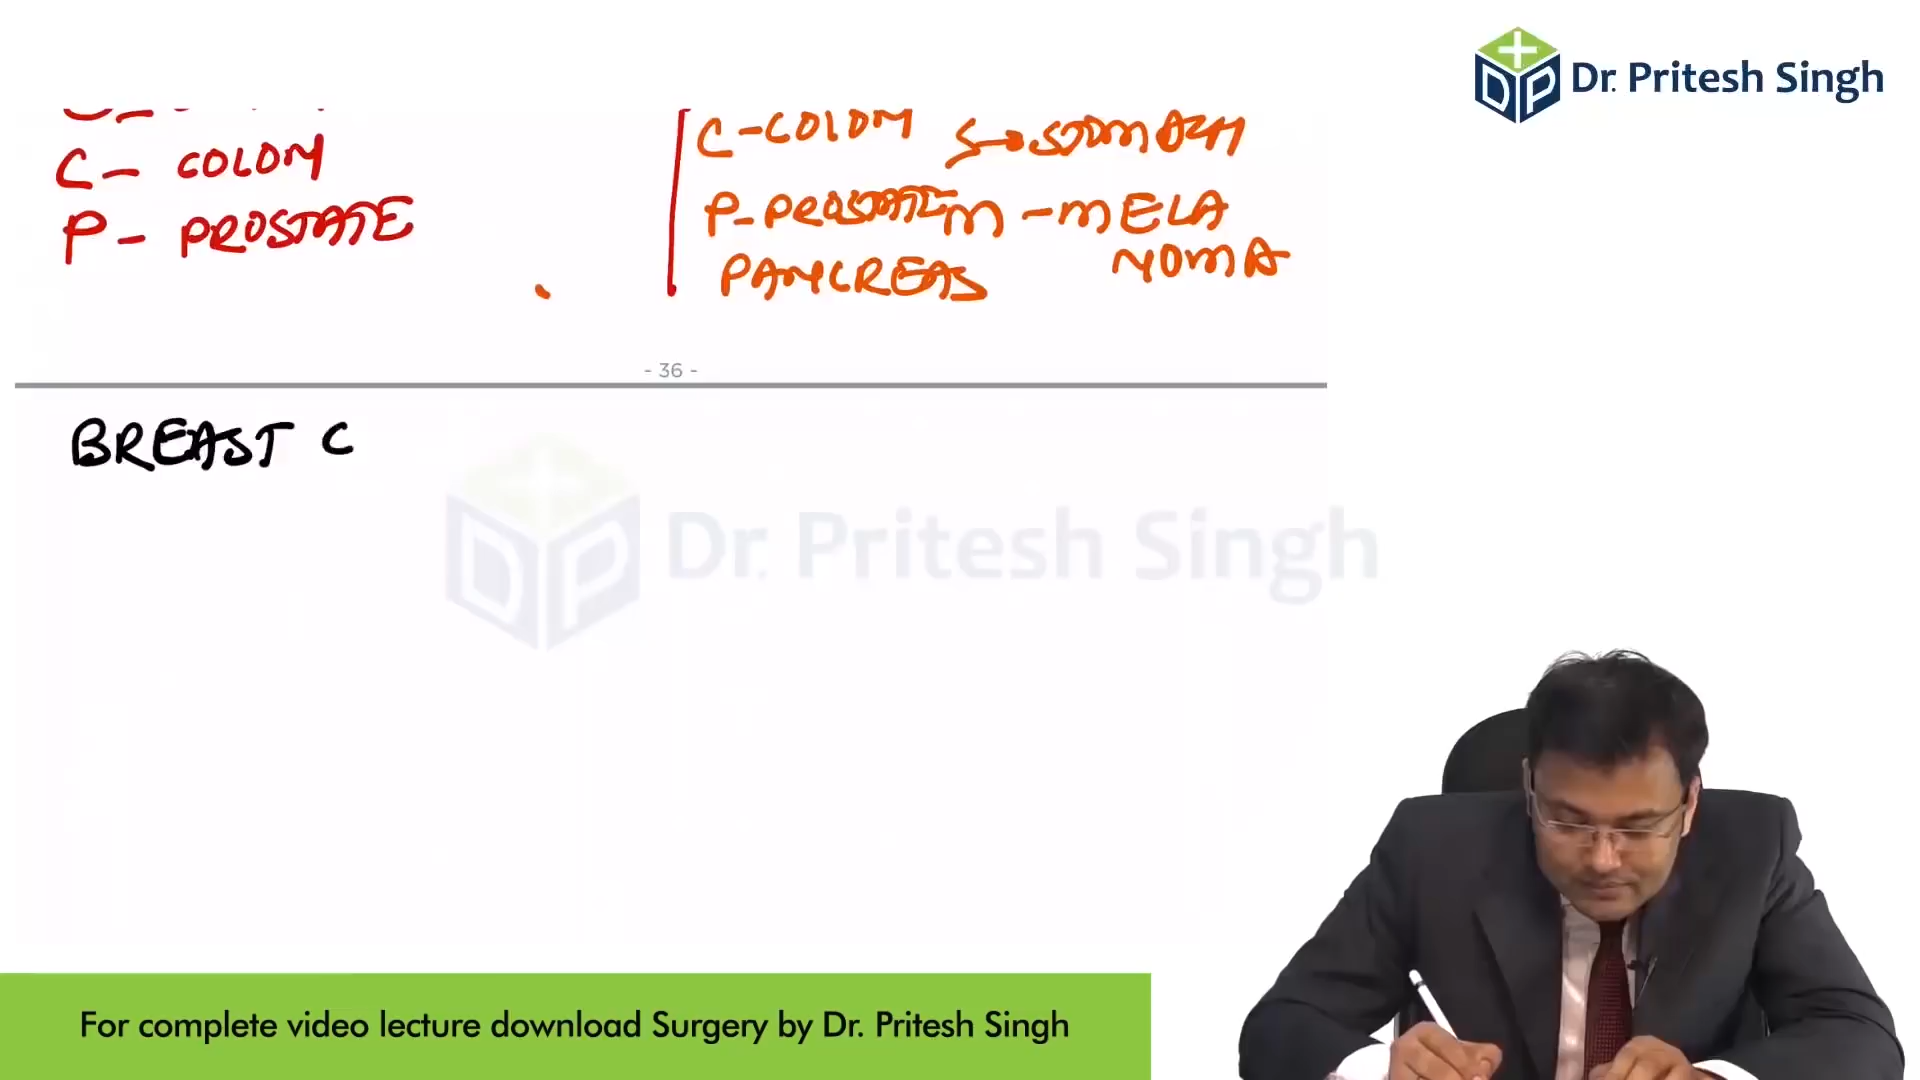 Dr. Pritesh Singh
C - COLON
P - PROSTATE
C - COLON
P - PROSTATE
PANCREAS
S → STOMACH
M - MELA
NOMA
- 36 -
BREAST C
DP Dr. Pritesh Singh
For complete video lecture download Surgery by Dr. Pritesh Singh